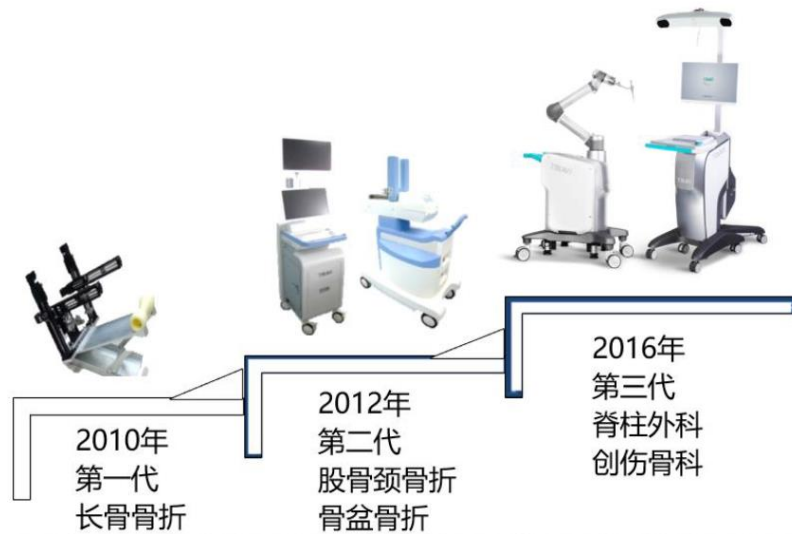 2010年
第一代
长骨骨折
2012年
第二代
股骨颈骨折
骨盆骨折
2016年
第三代
脊柱外科
创伤骨科